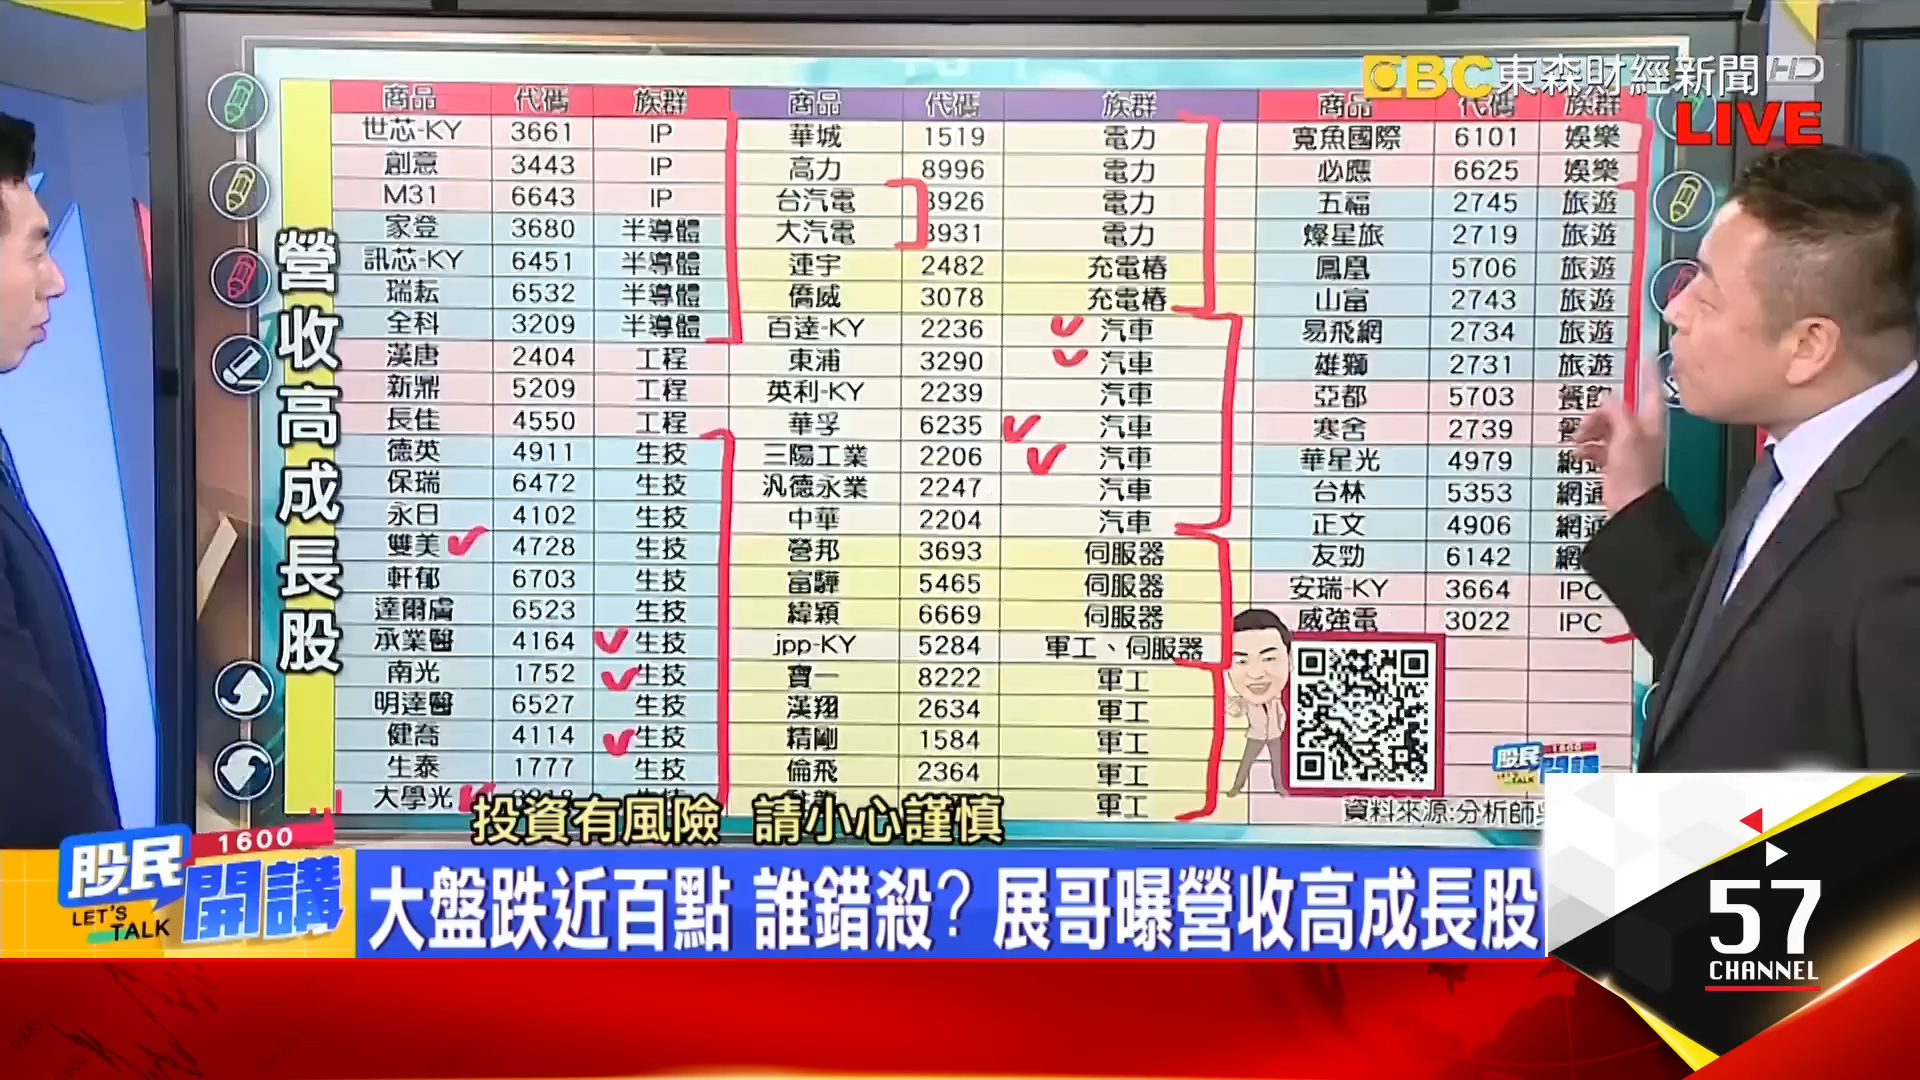 EBC 東森財經新聞 HD
LIVE
營收高成長股
商品 代碼 族群 商品 代碼 族群 商品 代碼 族群
世芯-KY 3661 IP 華城 1519 電力 寬魚國際 6101 娛樂
創意 3443 IP 高力 8996 電力 必應 6625 娛樂
M31 6643 IP 台汽電 8926 電力 五福 2745 旅遊
家登 3680 半導體 大汽電 8931 電力 燦星旅 2719 旅遊
訊芯-KY 6451 半導體 連宇 2482 充電樁 鳳凰 5706 旅遊
瑞耘 6532 半導體 僑威 3078 充電樁 山富 2743 旅遊
全科 3209 半導體 百達-KY 2236 汽車 易飛網 2734 旅遊
漢唐 2404 工程 東浦 3290 汽車 雄獅 2731 旅遊
新鼎 5209 工程 英利-KY 2239 汽車 亞都 5703 餐飲
長佳 4550 工程 華孚 6235 汽車 寒舍 2739
德英 4911 生技 三陽工業 2206 汽車 華星光 4979 網通
保瑞 6472 生技 汎德永業 2247 汽車 台林 5353 網通
永日 4102 生技 中華 2204 汽車 正文 4906 網通
雙美 4728 生技 營邦 3693 伺服器 友勁 6142 網
軒郁 6703 生技 富驊 5465 伺服器 安瑞-KY 3664 IPC
達爾膚 6523 生技 緯穎 6669 伺服器 威強電 3022 IPC
承業醫 4164 生技 jpp-KY 5284 軍工、伺服器
南光 1752 生技 寶一 8222 軍工
明達醫 6527 生技 漢翔 2634 軍工
健喬 4114 生技 精剛 1584 軍工
生泰 1777 生技 倫飛 2364 軍工
大學光 軍工
股民 1600 開講
LET'S TALK
資料來源:分析師
投資有風險 請小心謹慎
股民 1600 開講
LET'S TALK
大盤跌近百點 誰錯殺? 展哥曝營收高成長股
57
CHANNEL